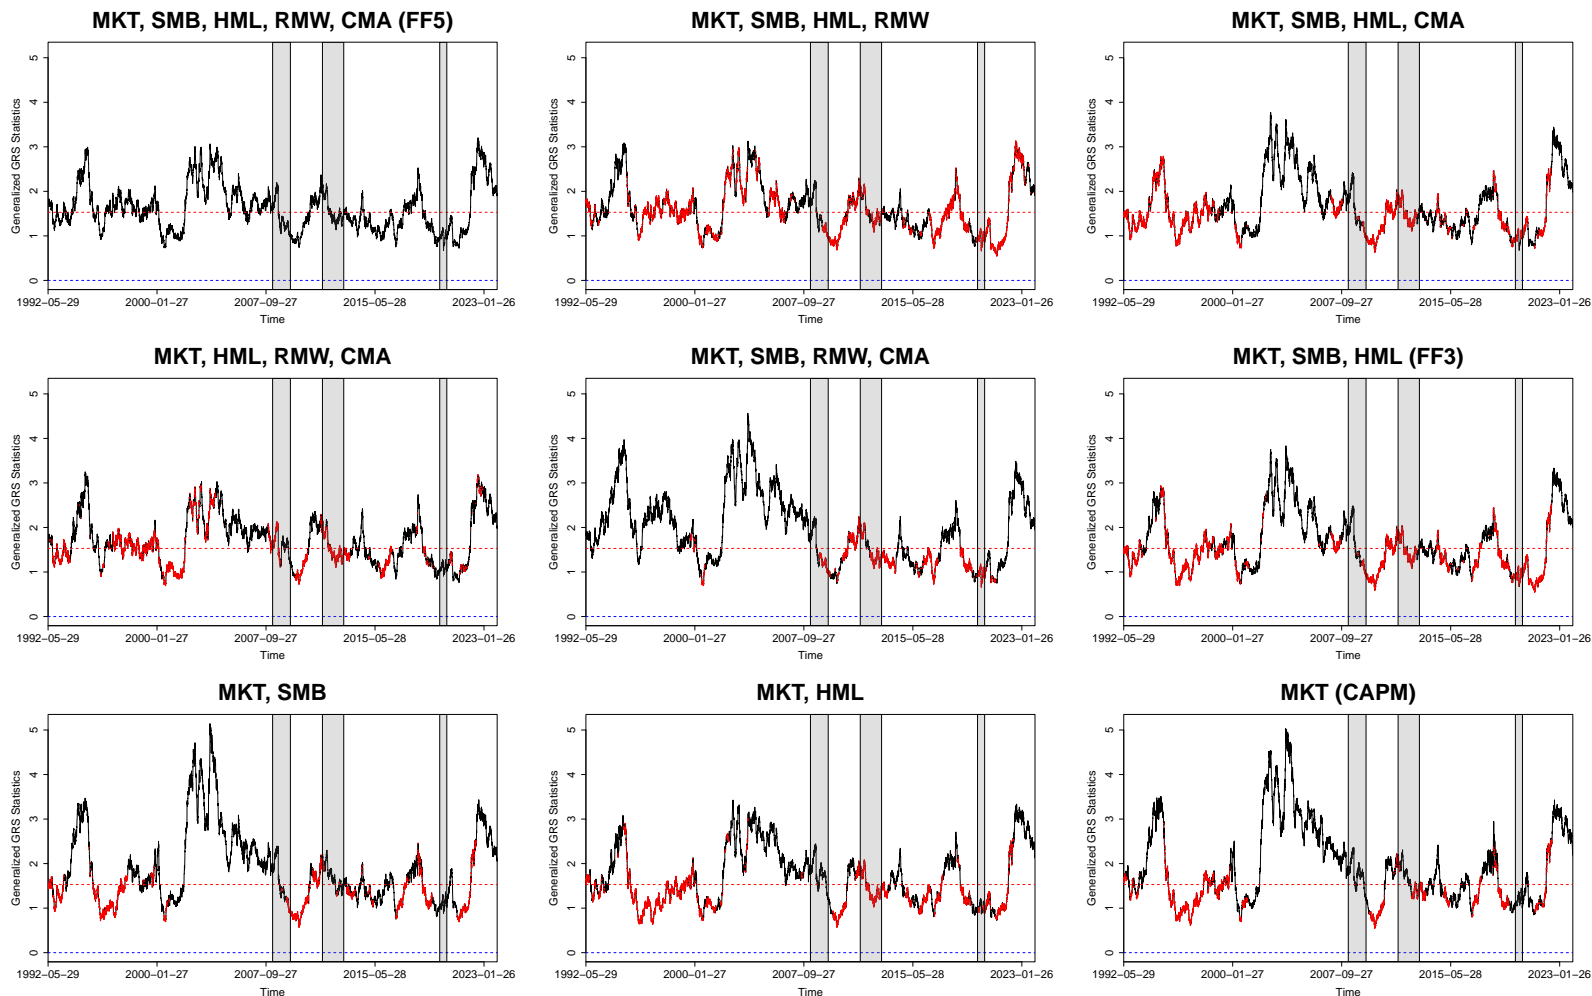 MKT, SMB, HML, RMW, CMA (FF5)
Generalized GRS Statistics
5
4
3
2
1
0
1992−05−29 2000−01−27 2007−09−27 2015−05−28 2023−01−26
Time
MKT, SMB, HML, RMW
Generalized GRS Statistics
5
4
3
2
1
0
1992−05−29 2000−01−27 2007−09−27 2015−05−28 2023−01−26
Time
MKT, SMB, HML, CMA
Generalized GRS Statistics
5
4
3
2
1
0
1992−05−29 2000−01−27 2007−09−27 2015−05−28 2023−01−26
Time
MKT, HML, RMW, CMA
Generalized GRS Statistics
5
4
3
2
1
0
1992−05−29 2000−01−27 2007−09−27 2015−05−28 2023−01−26
Time
MKT, SMB, RMW, CMA
Generalized GRS Statistics
5
4
3
2
1
0
1992−05−29 2000−01−27 2007−09−27 2015−05−28 2023−01−26
Time
MKT, SMB, HML (FF3)
Generalized GRS Statistics
5
4
3
2
1
0
1992−05−29 2000−01−27 2007−09−27 2015−05−28 2023−01−26
Time
MKT, SMB
Generalized GRS Statistics
5
4
3
2
1
0
1992−05−29 2000−01−27 2007−09−27 2015−05−28 2023−01−26
Time
MKT, HML
Generalized GRS Statistics
5
4
3
2
1
0
1992−05−29 2000−01−27 2007−09−27 2015−05−28 2023−01−26
Time
MKT (CAPM)
Generalized GRS Statistics
5
4
3
2
1
0
1992−05−29 2000−01−27 2007−09−27 2015−05−28 2023−01−26
Time